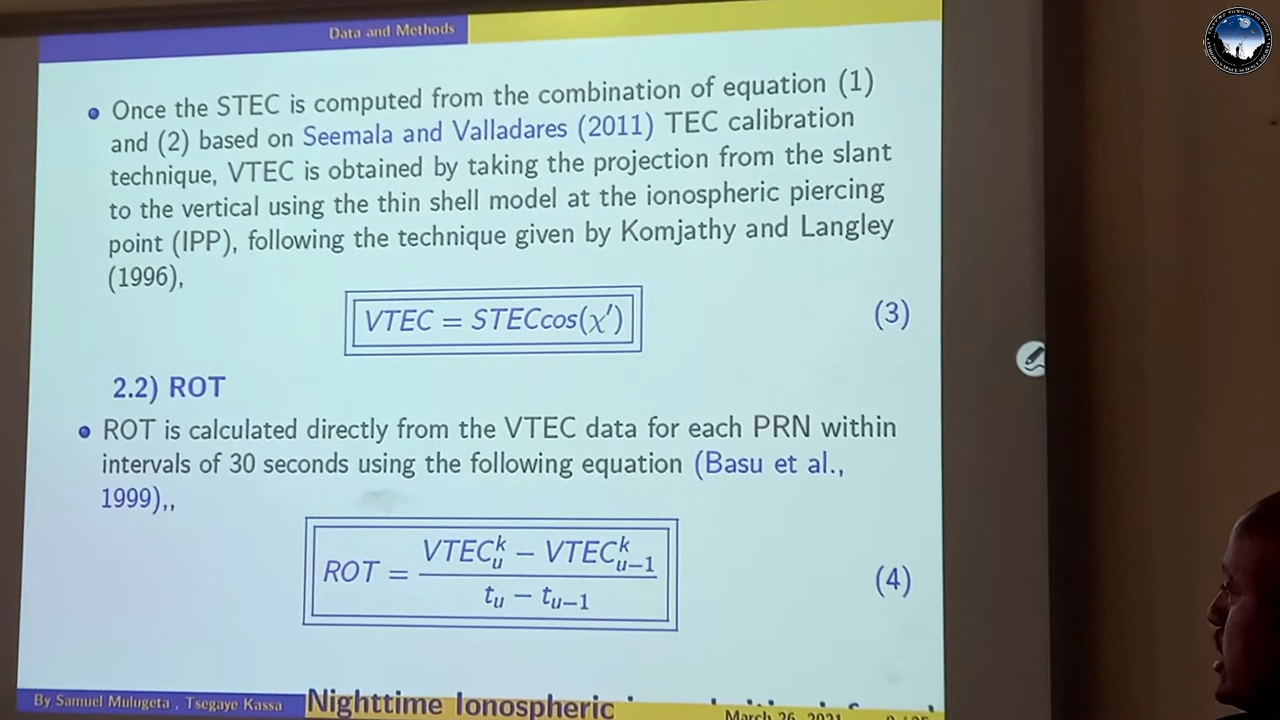 Data and Methods
Once the STEC is computed from the combination of equation (1)
and (2) based on Seemala and Valladares (2011) TEC calibration
technique, VTEC is obtained by taking the projection from the slant
to the vertical using the thin shell model at the ionospheric piercing
point (IPP), following the technique given by Komjathy and Langley
(1996),
VTEC = STECcos(χ′) (3)
2.2) ROT
ROT is calculated directly from the VTEC data for each PRN within
intervals of 30 seconds using the following equation (Basu et al.,
1999),,
ROT = \frac{VTEC_u^k − VTEC_{u−1}^k}{t_u − t_{u−1}} (4)
By Samuel Mulugeta , Tsegaye Kassa
Nighttime Ionospheric
March 26, 2021